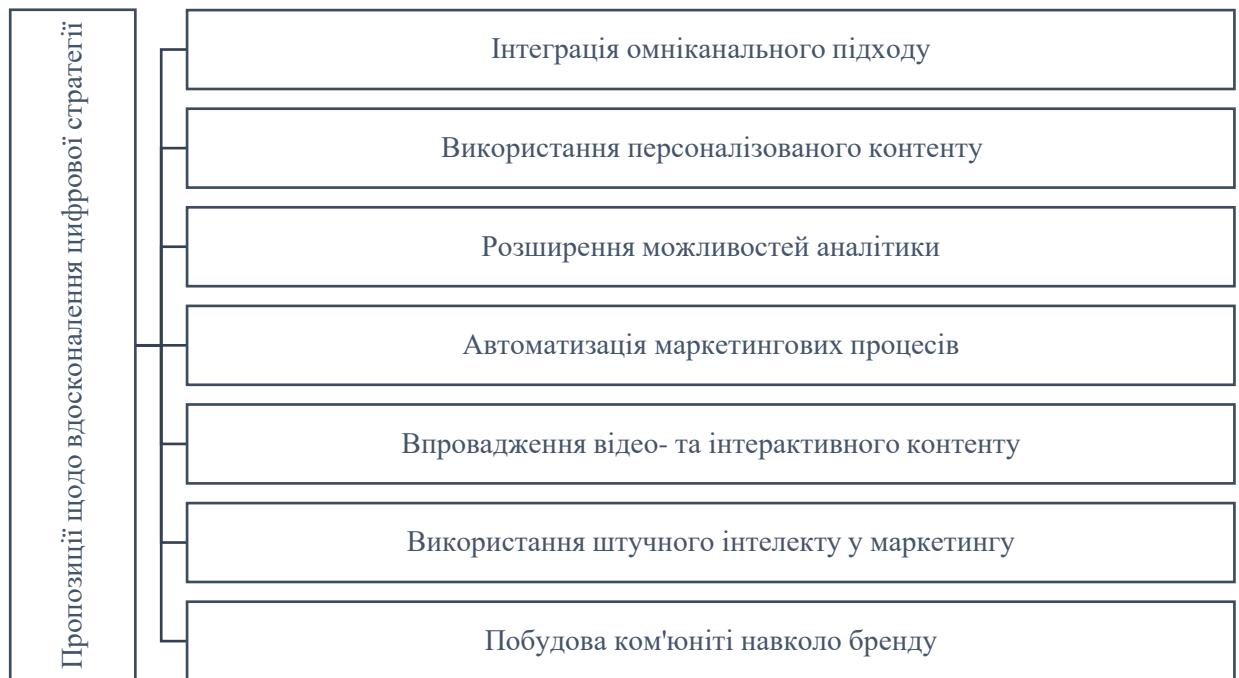 Пропозиції щодо вдосконалення цифрової стратегії
Інтеграція омніканального підходу
Використання персоналізованого контенту
Розширення можливостей аналітики
Автоматизація маркетингових процесів
Впровадження відео- та інтерактивного контенту
Використання штучного інтелекту у маркетингу
Побудова ком'юніті навколо бренду